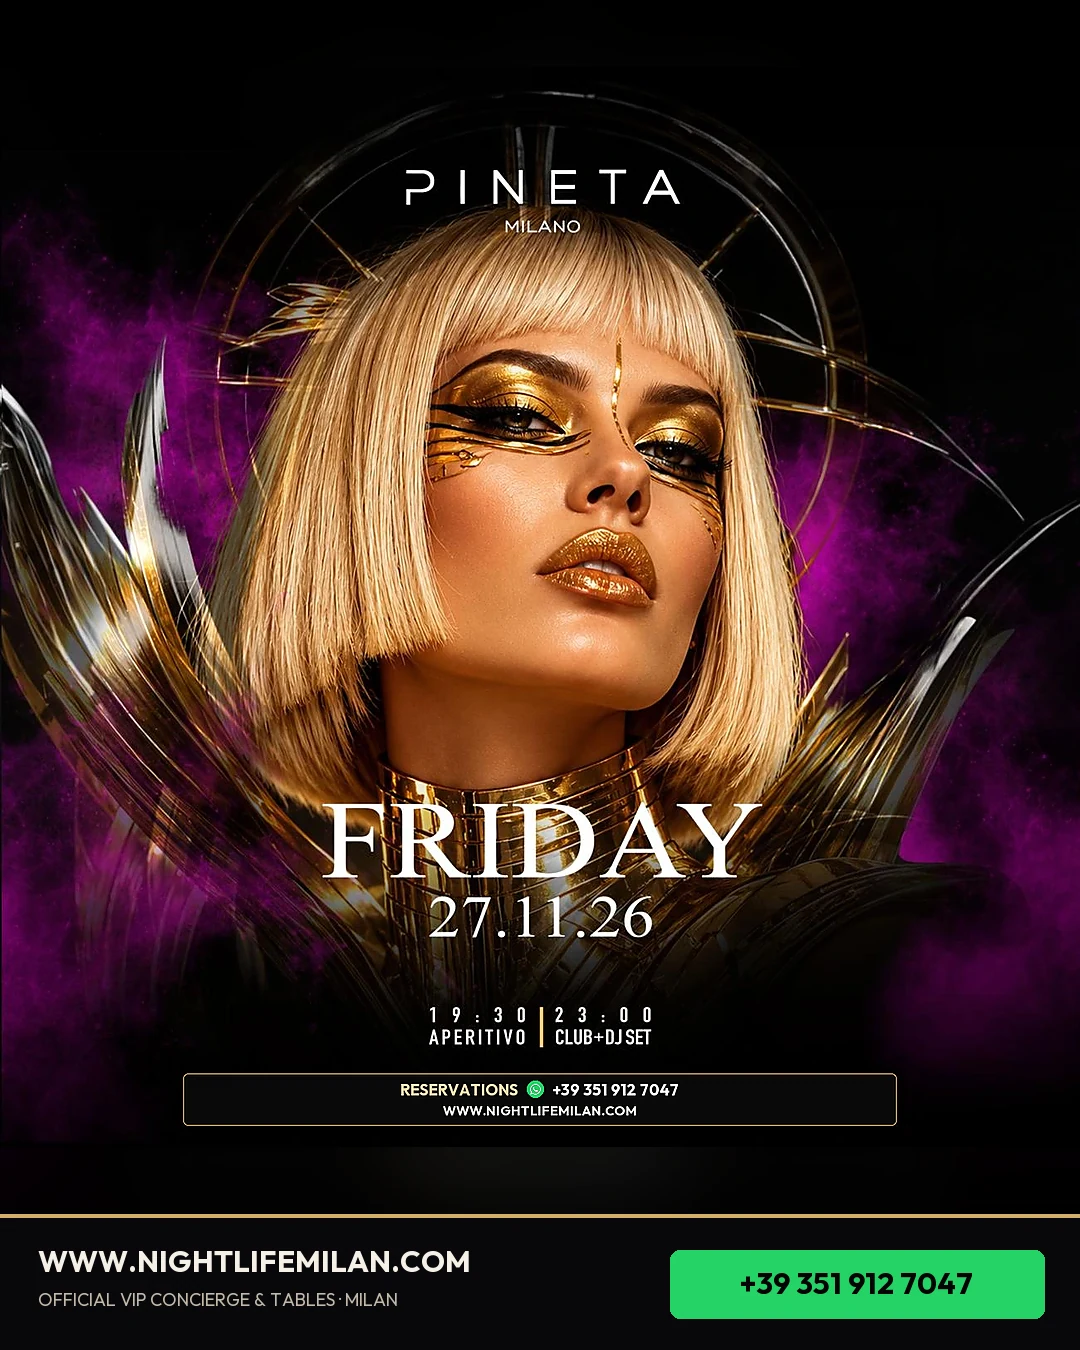 PINETA
MILANO
FRIDAY
27.11.26
19:30 23:00
APERITIVO CLUB+DJ SET
RESERVATIONS +39 351 912 7047
WWW.NIGHTLIFEMILAN.COM
WWW.NIGHTLIFEMILAN.COM
OFFICIAL VIP CONCIERGE & TABLES · MILAN
+39 351 912 7047